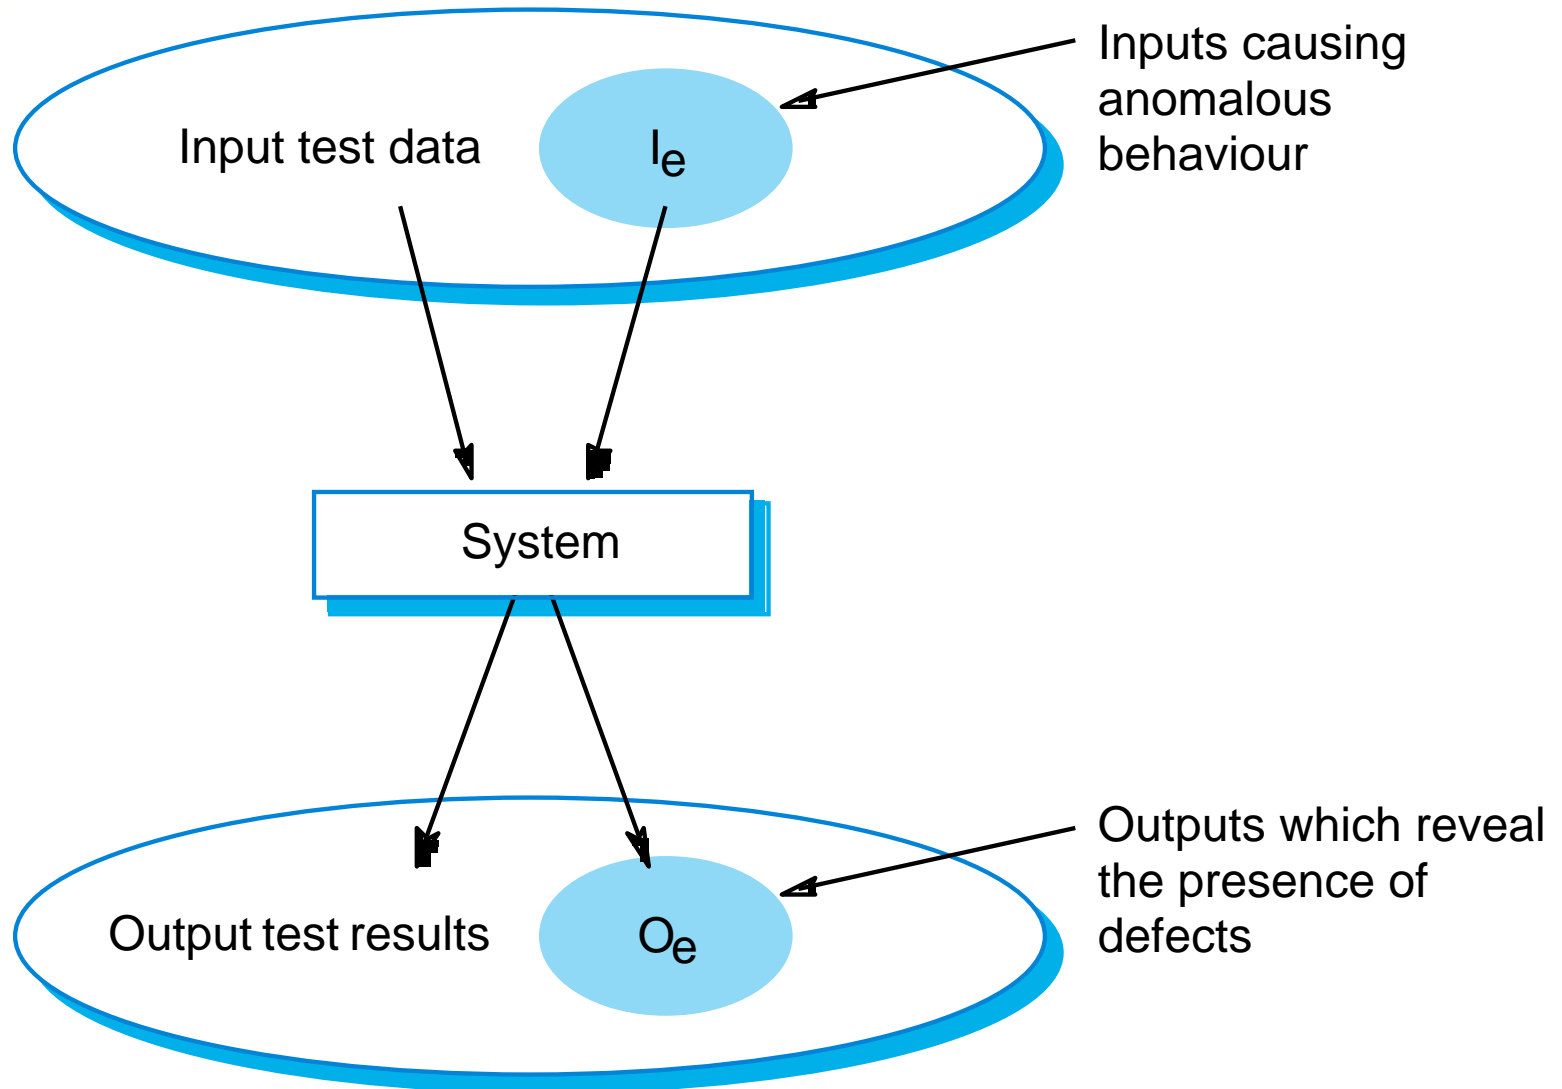 Inputs causing
anomalous
behaviour
Input test data
Ie
System
Outputs which reveal
the presence of
defects
Output test results
Oe